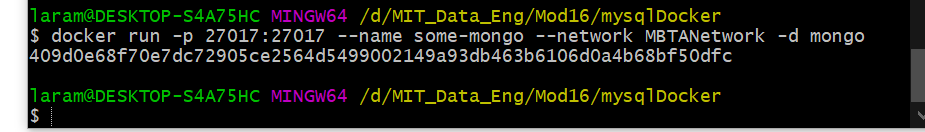 laram@DESKTOP-S4A75HC MINGW64 /d/MIT_Data_Eng/Mod16/mysqlDocker
$ docker run -p 27017:27017 --name some-mongo --network MBTANetwork -d mongo
409d0e68f70e7dc72905ce2564d5499002149a93db463b6106d0a4b68bf50dfc
laram@DESKTOP-S4A75HC MINGW64 /d/MIT_Data_Eng/Mod16/mysqlDocker
$